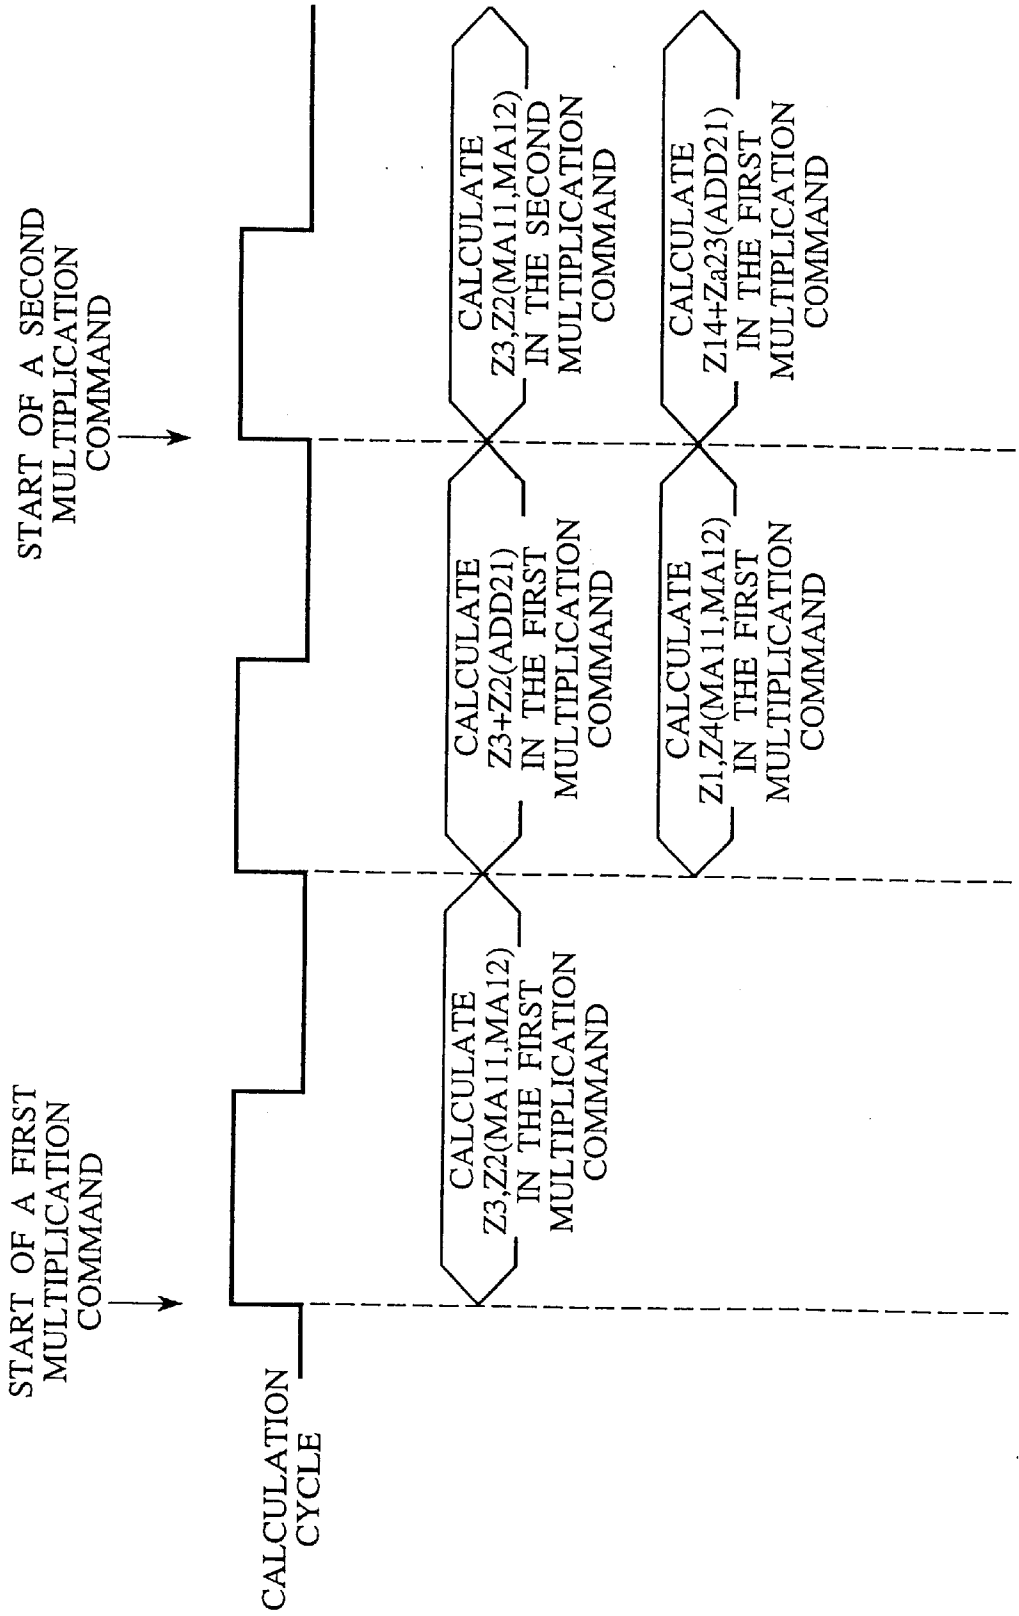 START OF A FIRST
MULTIPLICATION
COMMAND
START OF A SECOND
MULTIPLICATION
COMMAND
CALCULATION
CYCLE
CALCULATE
Z3,Z2(MA11,MA12)
IN THE FIRST
MULTIPLICATION
COMMAND
CALCULATE
Z3+Z2(ADD21)
IN THE FIRST
MULTIPLICATION
COMMAND
CALCULATE
Z3,Z2(MA11,MA12)
IN THE SECOND
MULTIPLICATION
COMMAND
CALCULATE
Z1,Z4(MA11,MA12)
IN THE FIRST
MULTIPLICATION
COMMAND
CALCULATE
Z14+Za23(ADD21)
IN THE FIRST
MULTIPLICATION
COMMAND